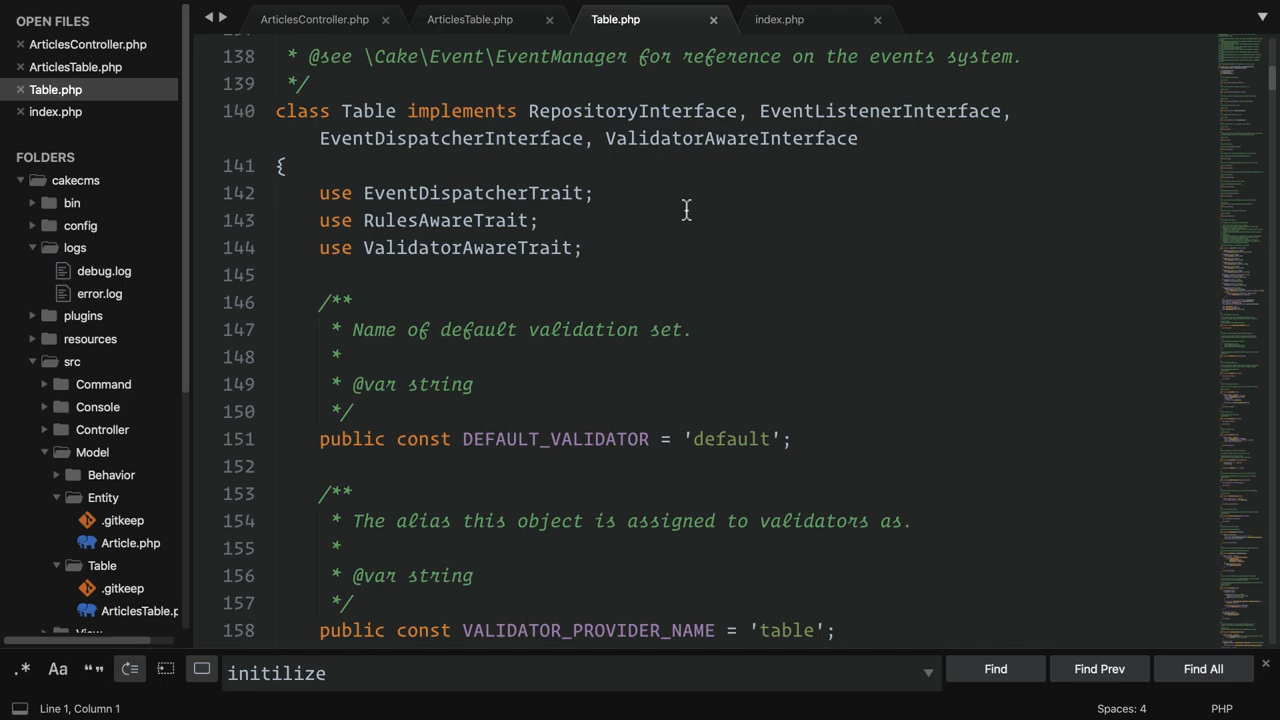 OPEN FILES
ArticlesController.php
ArticlesTable.php
Table.php
index.php
FOLDERS
cakecms
bin
config
logs
debug.log
error.log
plugins
resources
src
Command
Console
Controller
Model
Behavior
Entity
.gitkeep
Article.php
Table
.gitkeep
ArticlesTable.p
ArticlesController.php
ArticlesTable.php
Table.php
index.php
138 * @see \Cake\Event\EventManager for reference on the events system.
139 */
140 class Table implements RepositoryInterface, EventListenerInterface,
EventDispatcherInterface, ValidatorAwareInterface
141 {
142 use EventDispatcherTrait;
143 use RulesAwareTrait;
144 use ValidatorAwareTrait;
145
146 /**
147 * Name of default validation set.
148 *
149 * @var string
150 */
151 public const DEFAULT_VALIDATOR = 'default';
152
153 /**
154 * The alias this object is assigned to validators as.
155 *
156 * @var string
157 */
158 public const VALIDATOR_PROVIDER_NAME = 'table';
.* Aa “” initilize Find Find Prev Find All
Line 1, Column 1 Spaces: 4 PHP